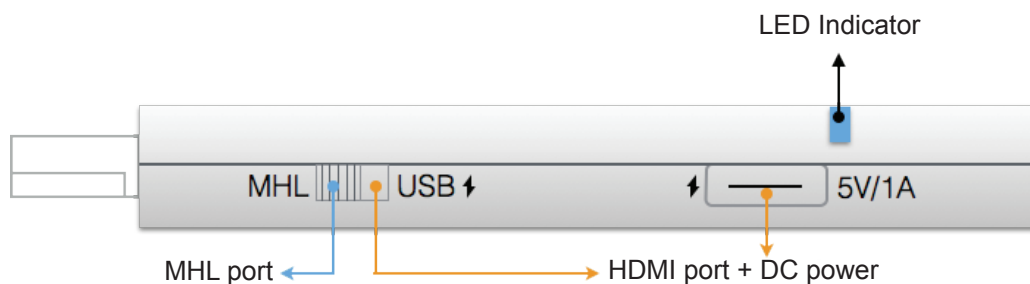 LED Indicator
MHL USB 5V/1A
MHL port HDMI port + DC power